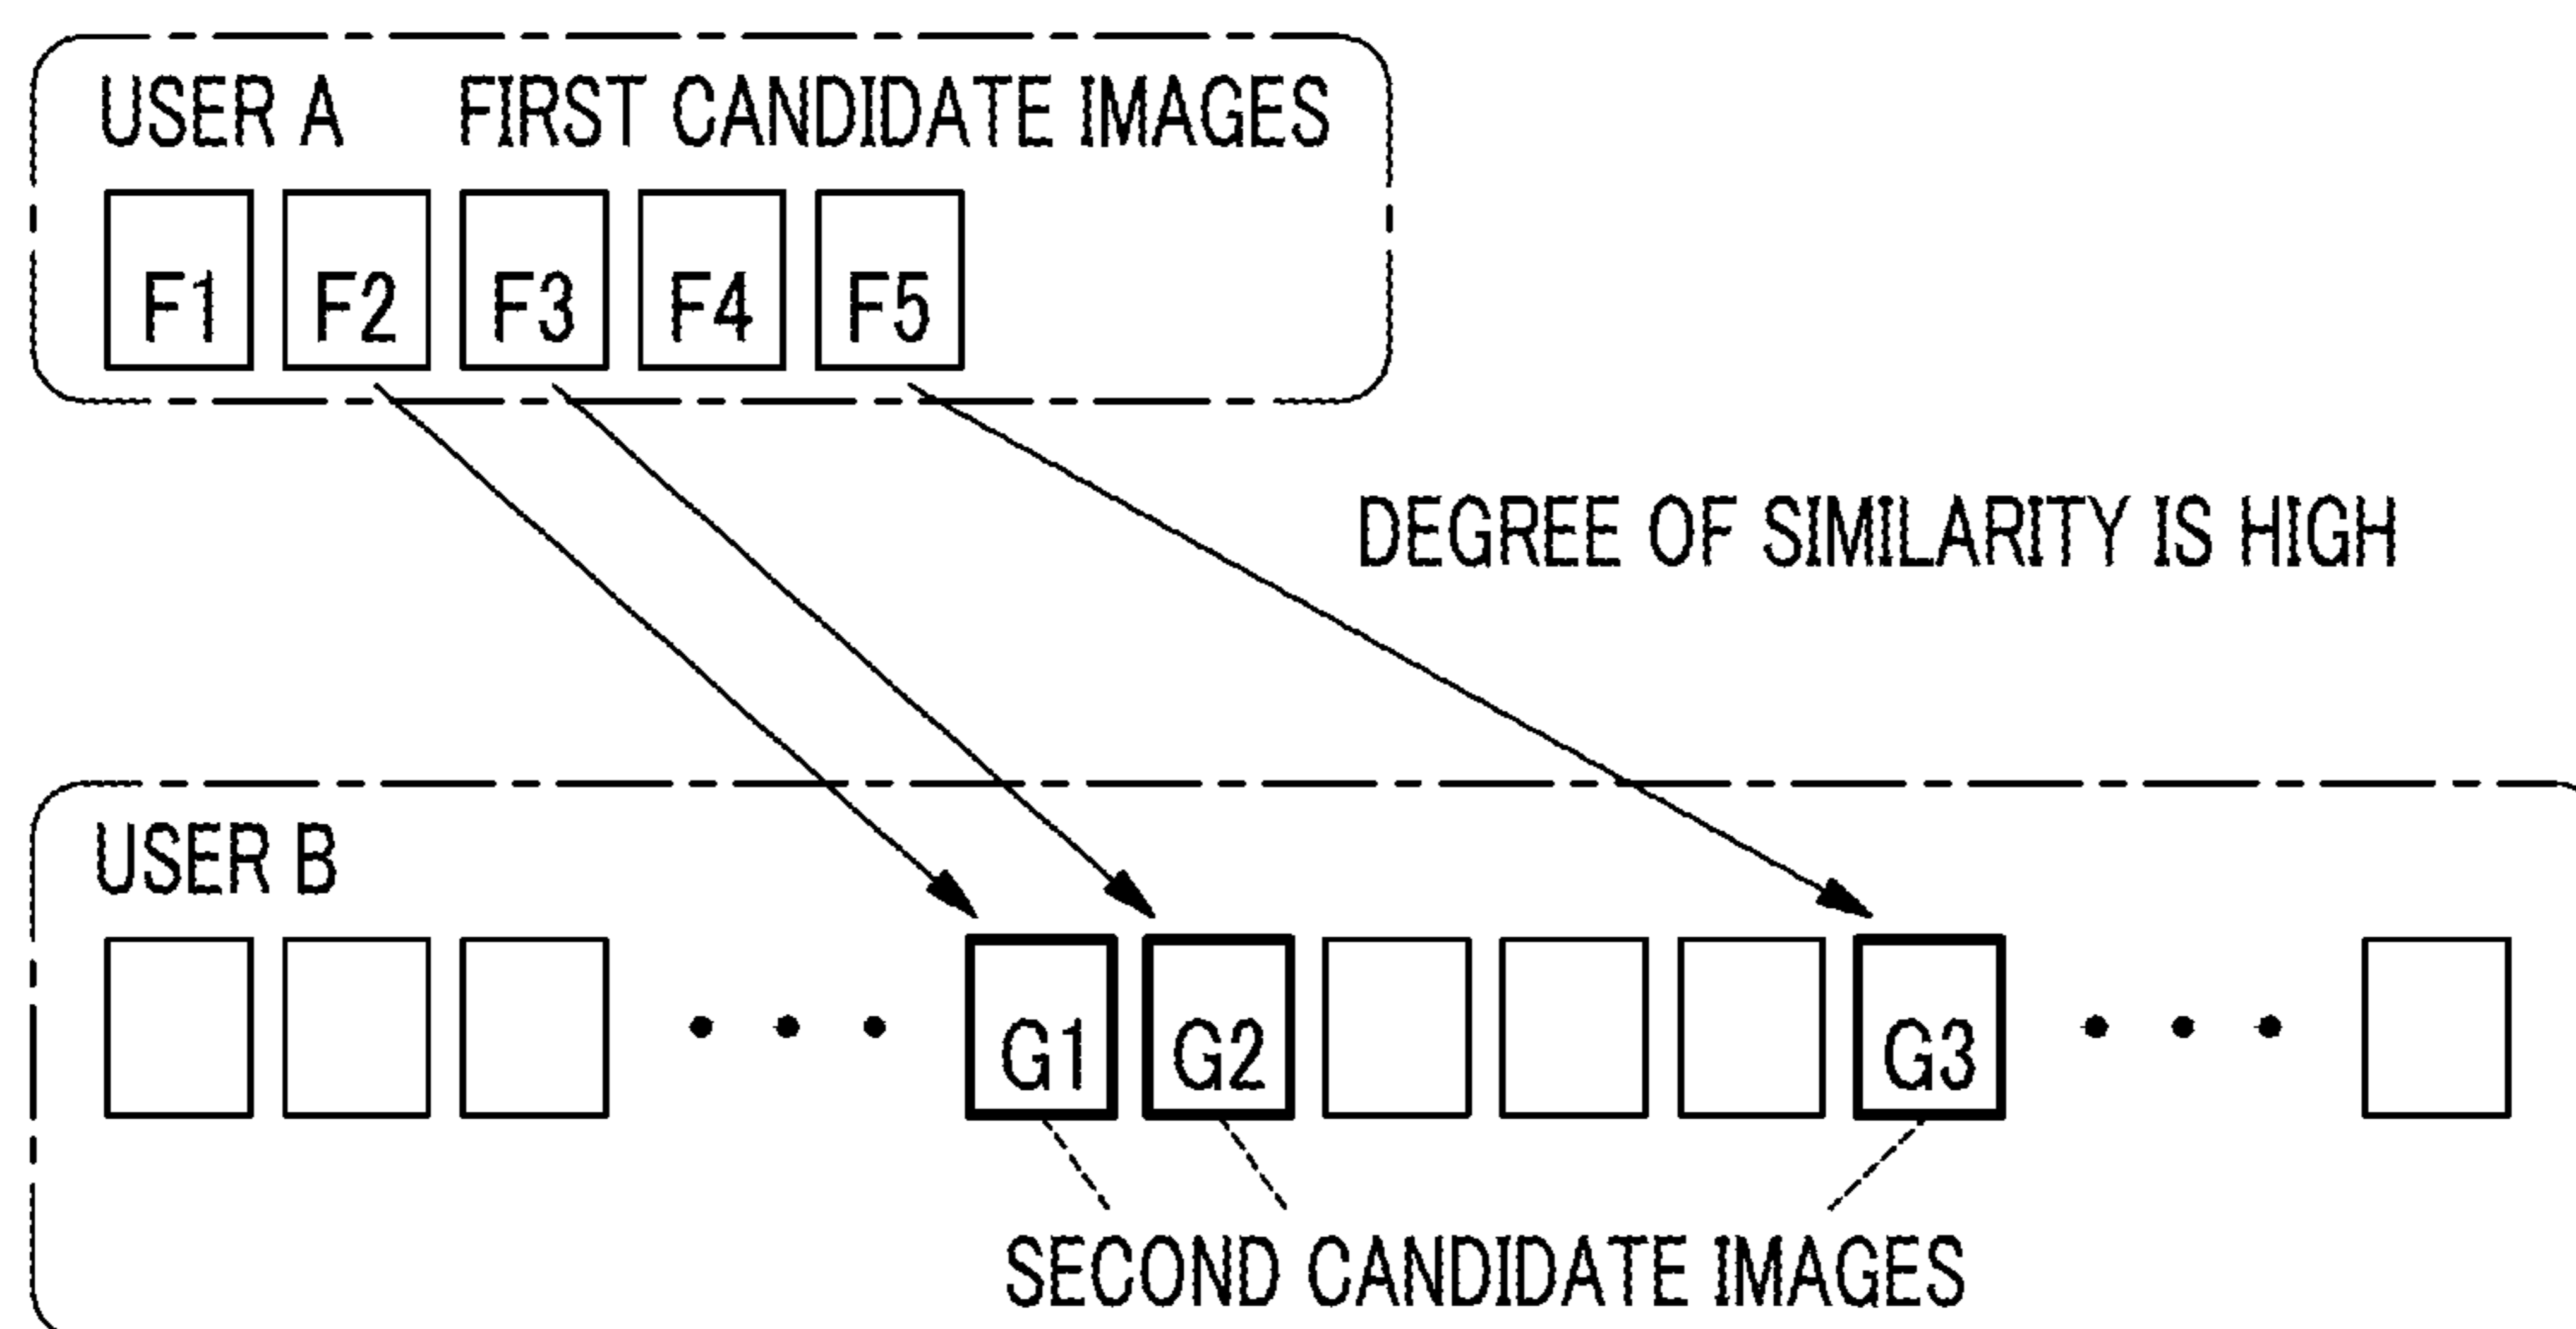 USER A FIRST CANDIDATE IMAGES
F1 F2 F3 F4 F5
DEGREE OF SIMILARITY IS HIGH
USER B
G1 G2 G3
SECOND CANDIDATE IMAGES